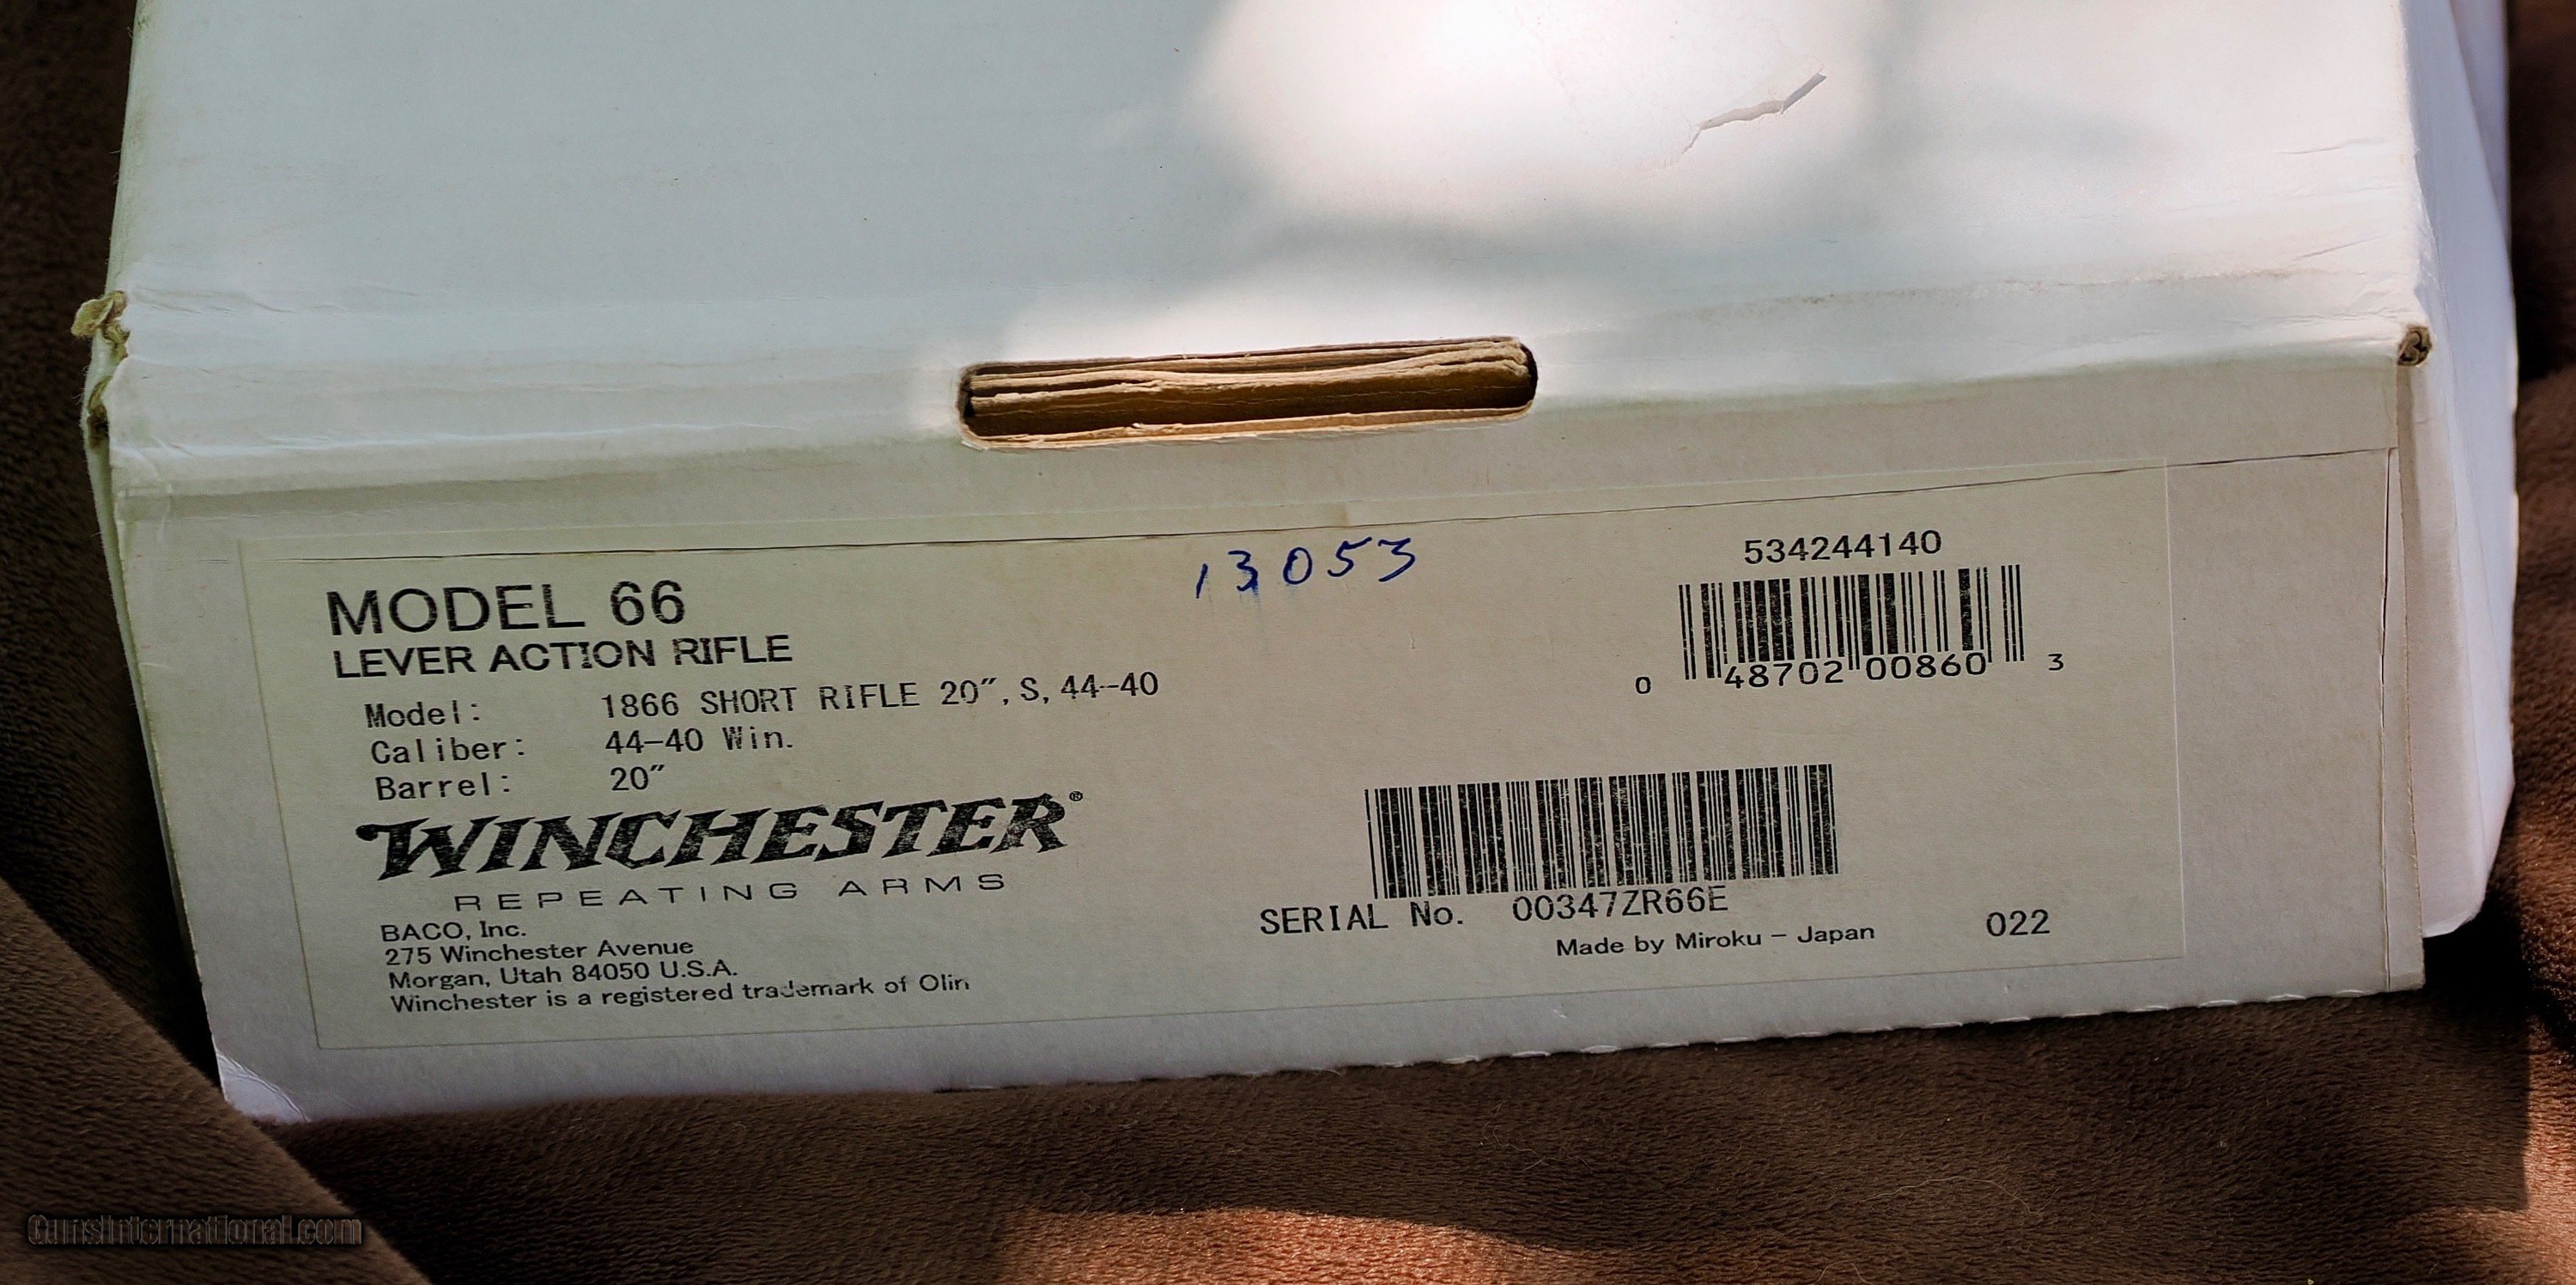 13053
534244140
0 48702 00860 3
MODEL 66
LEVER ACTION RIFLE
Model: 1866 SHORT RIFLE 20", S, 44-40
Caliber: 44-40 Win.
Barrel: 20"
WINCHESTER®
REPEATING ARMS
BACO, Inc.
275 Winchester Avenue
Morgan, Utah 84050 U.S.A.
Winchester is a registered trademark of Olin
SERIAL No. 00347ZR66E
Made by Miroku - Japan
022
GunsInternational.com